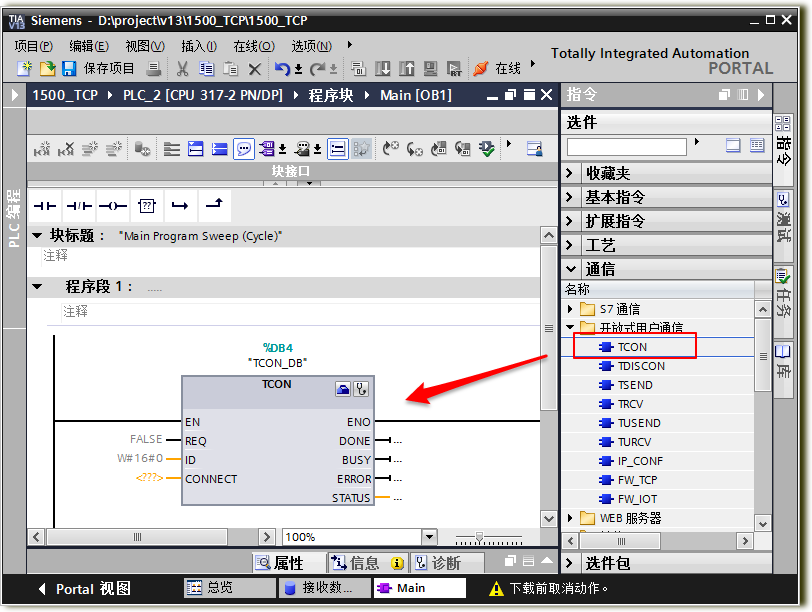 Siemens - D:\project\v13\1500_TCP\1500_TCP
项目(P) 编辑(E) 视图(V) 插入(I) 在线(O) 选项(N)
保存项目 在线
Totally Integrated Automation
PORTAL
1500_TCP PLC_2 [CPU 317-2 PN/DP] 程序块 Main [OB1]
块接口
PLC 编程
块标题： "Main Program Sweep (Cycle)"
注释
程序段 1： .....
注释
%DB4
"TCON_DB"
TCON
EN ENO
FALSE REQ DONE ...
W#16#0 ID BUSY ...
<???> CONNECT ERROR ...
STATUS ...
100%
指令
选件
收藏夹
基本指令
扩展指令
工艺
通信
名称
S7 通信
开放式用户通信
TCON
TDISCON
TSEND
TRCV
TUSEND
TURCV
IP_CONF
FW_TCP
FW_IOT
WEB 服务器
选件包
指令
测试
任务
库
属性 信息 诊断
Portal 视图 总览 接收数... Main 下载前取消动作。